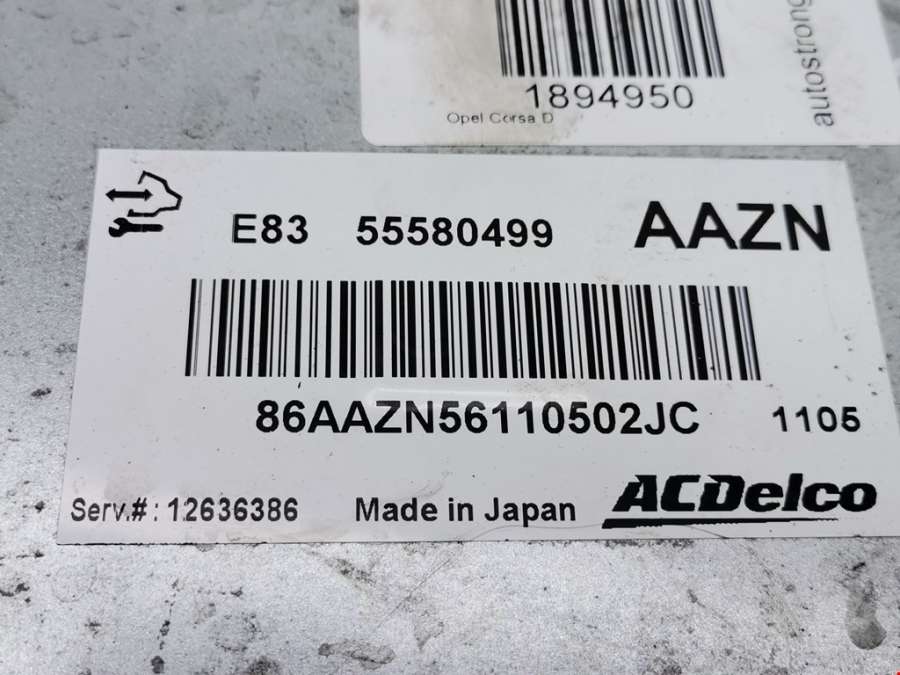 1894950
Opel Corsa D
autostrong
E83 55580499 AAZN
86AAZN56110502JC 1105
Serv.#: 12636386 Made in Japan ACDelco